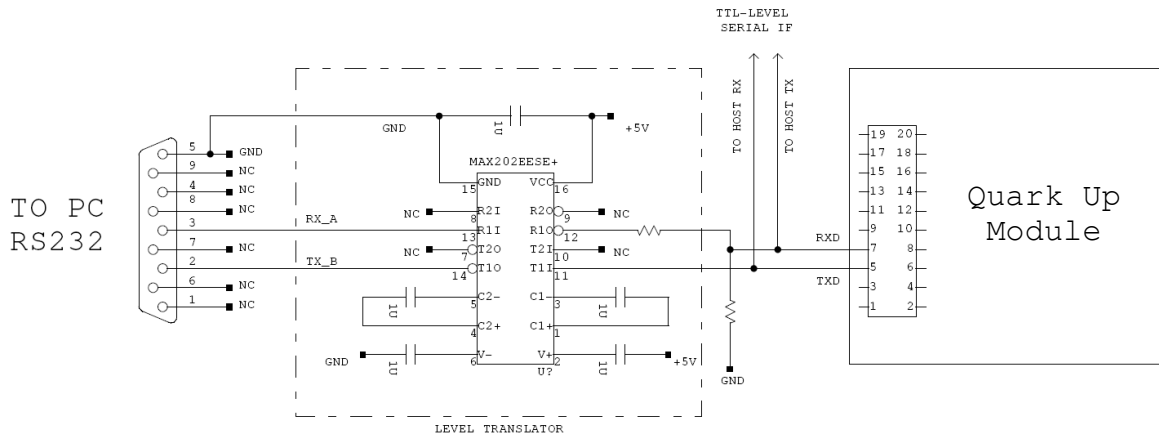 TTL-LEVEL
SERIAL IF
TO HOST RX
TO HOST TX
TO PC
RS232
5
GND
9
NC
4
NC
8
NC
3
7
NC
2
6
NC
1
NC
RX_A
TX_B
GND
1U
+5V
MAX202EESE+
15
GND
VCC
16
NC
R2I
8
R2O
9
NC
R1I
13
R1O
12
NC
T2O
7
T2I
10
NC
T1O
14
T1I
11
1U
C2-
5
C1-
3
1U
C2+
4
C1+
1
GND
1U
V-
6
V+
2
1U
+5V
U?
LEVEL TRANSLATOR
GND
RXD
TXD
19 20
17 18
15 16
13 14
11 12
9 10
7 8
5 6
3 4
1 2
Quark Up
Module